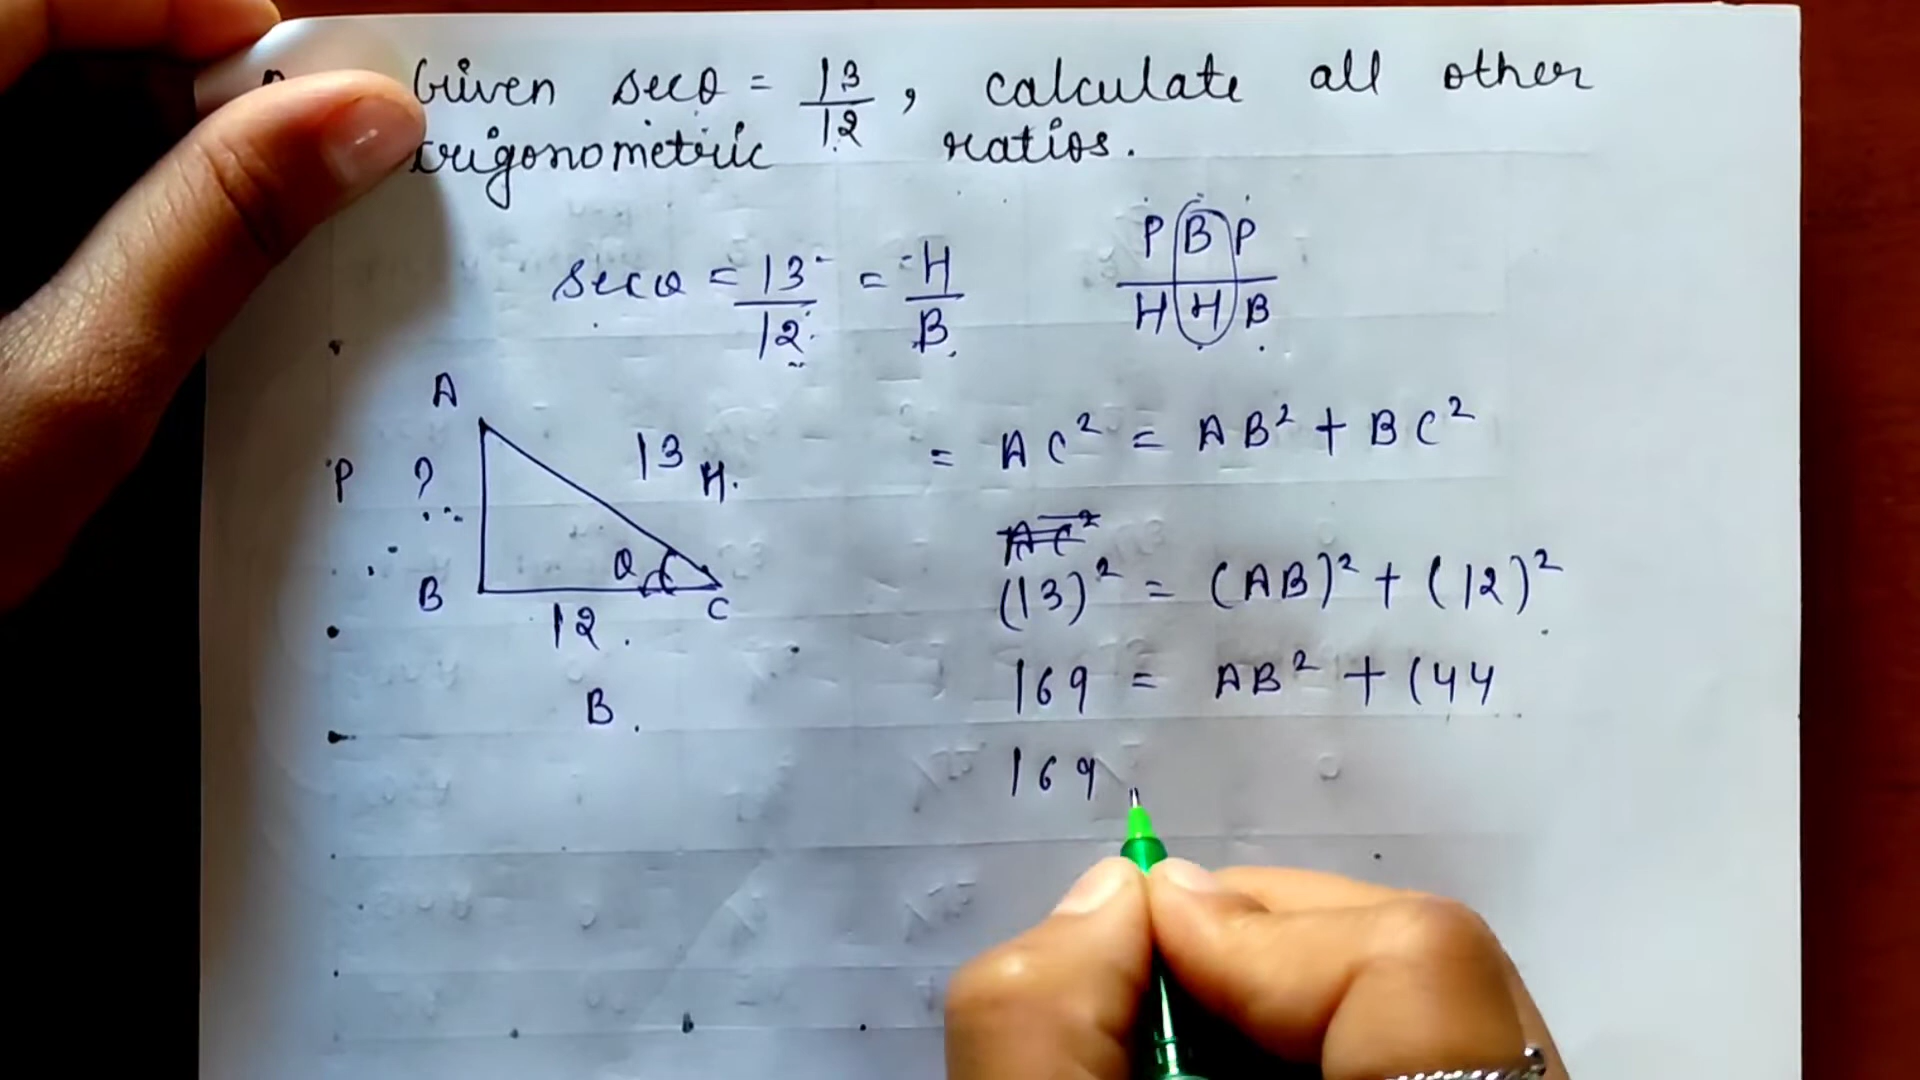 Given secθ = 13/12, calculate all other
trigonometric ratios.
secθ = 13/12 = H/B
P B P
H H B
A
13 H.
P ?
θ
B
C
12
B
= AC² = AB² + BC²
(13)² = (AB)² + (12)²
169 = AB² + 144
169